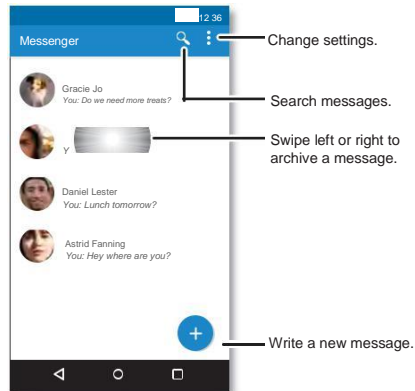 12 36
Messenger
Change settings.
Gracie Jo
You: Do we need more treats?
Search messages.
Y
Swipe left or right to
archive a message.
Daniel Lester
You: Lunch tomorrow?
Astrid Fanning
You: Hey where are you?
Write a new message.